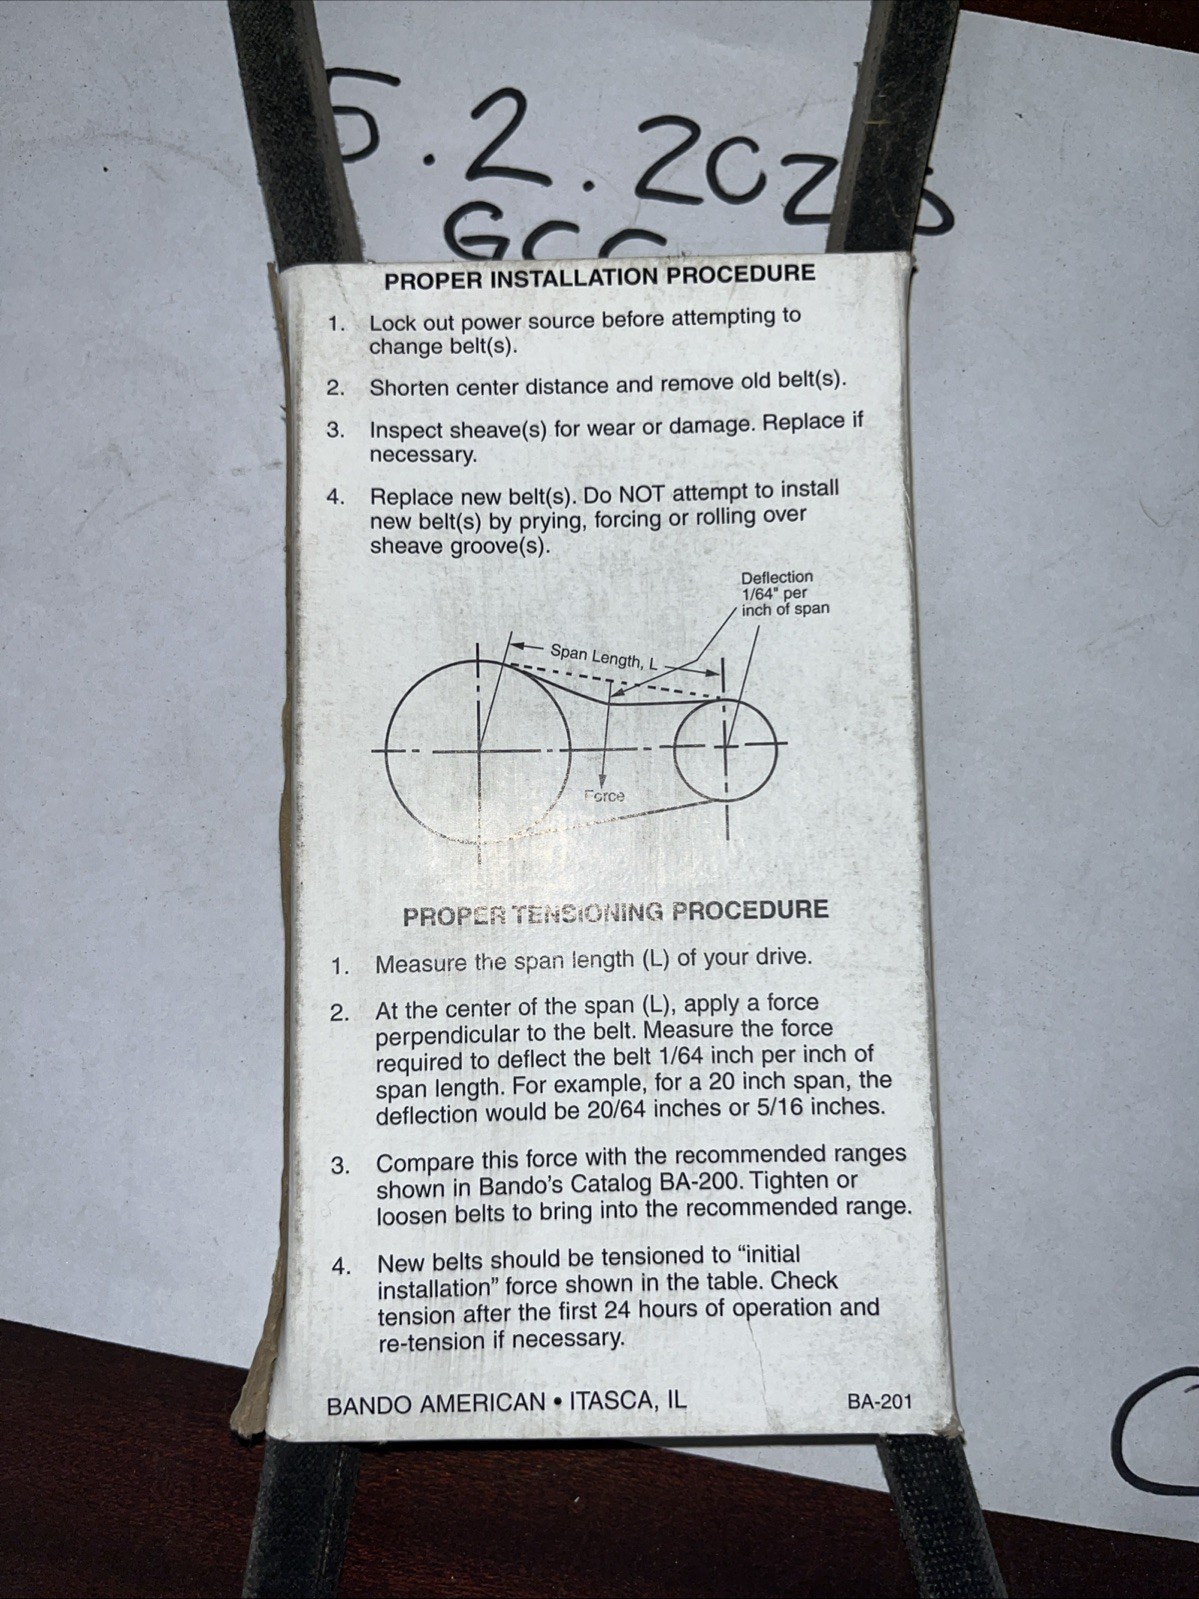 5.2.202
PROPER INSTALLATION PROCEDURE
1. Lock out power source before attempting to
change belt(s).
2. Shorten center distance and remove old belt(s).
3. Inspect sheave(s) for wear or damage. Replace if
necessary.
4. Replace new belt(s). Do NOT attempt to install
new belt(s) by prying, forcing or rolling over
sheave groove(s).
Deflection
1/64" per
inch of span
Span Length, L
Force
PROPER TENSIONING PROCEDURE
1. Measure the span length (L) of your drive.
2. At the center of the span (L), apply a force
perpendicular to the belt. Measure the force
required to deflect the belt 1/64 inch per inch of
span length. For example, for a 20 inch span, the
deflection would be 20/64 inches or 5/16 inches.
3. Compare this force with the recommended ranges
shown in Bando's Catalog BA-200. Tighten or
loosen belts to bring into the recommended range.
4. New belts should be tensioned to “initial
installation” force shown in the table. Check
tension after the first 24 hours of operation and
re-tension if necessary.
BANDO AMERICAN • ITASCA, IL BA-201